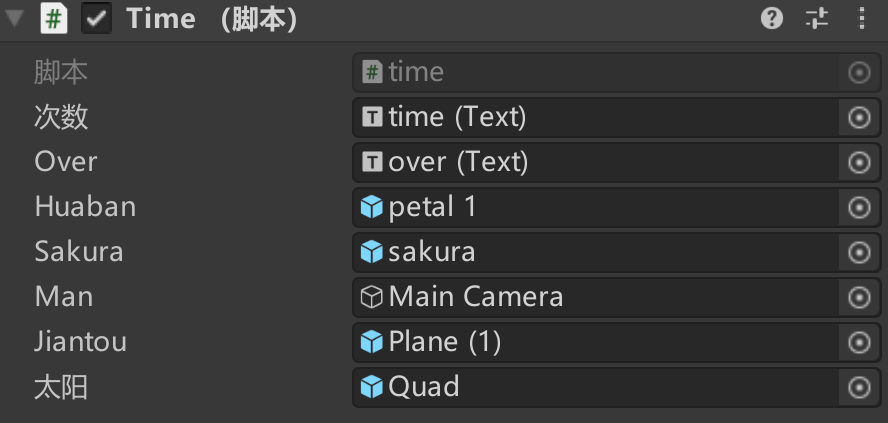 Time （脚本）
脚本 time
次数 time (Text)
Over over (Text)
Huaban petal 1
Sakura sakura
Man Main Camera
Jiantou Plane (1)
太阳 Quad